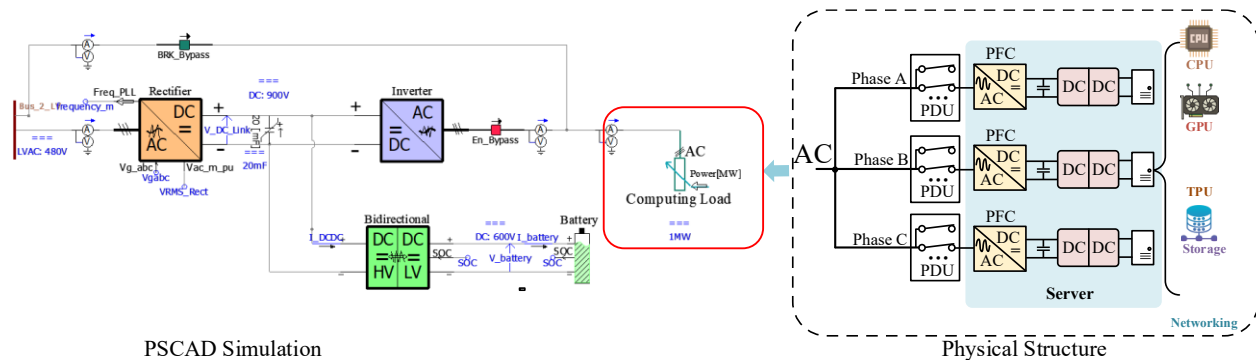 BRK_Bypass
Freq_PLL
Rectifier
===
DC: 900V
Inverter
Bus_2_L
frequency_m
DC
=
AC
+
V_DC_Link
-
===
LVAC: 480V
Vg_abc
Vgabc
Vac_m_pu
VRMS_Rect
===
20mF
+
AC
=
DC
-
En_Bypass
AC
Power[MW]
Computing Load
===
1MW
Bidirectional
I_DCDC
DC DC
= =
HV LV
===
DC: 600V
I_battery
Battery
SOC
SOC
V_battery
SOC
SOC
PSCAD Simulation
AC
Phase A
PDU
PFC
DC
AC
DC DC
Phase B
PDU
PFC
DC
AC
DC DC
Phase C
PDU
PFC
DC
AC
DC DC
Server
CPU
CPU
GPU
TPU
Storage
Networking
Physical Structure